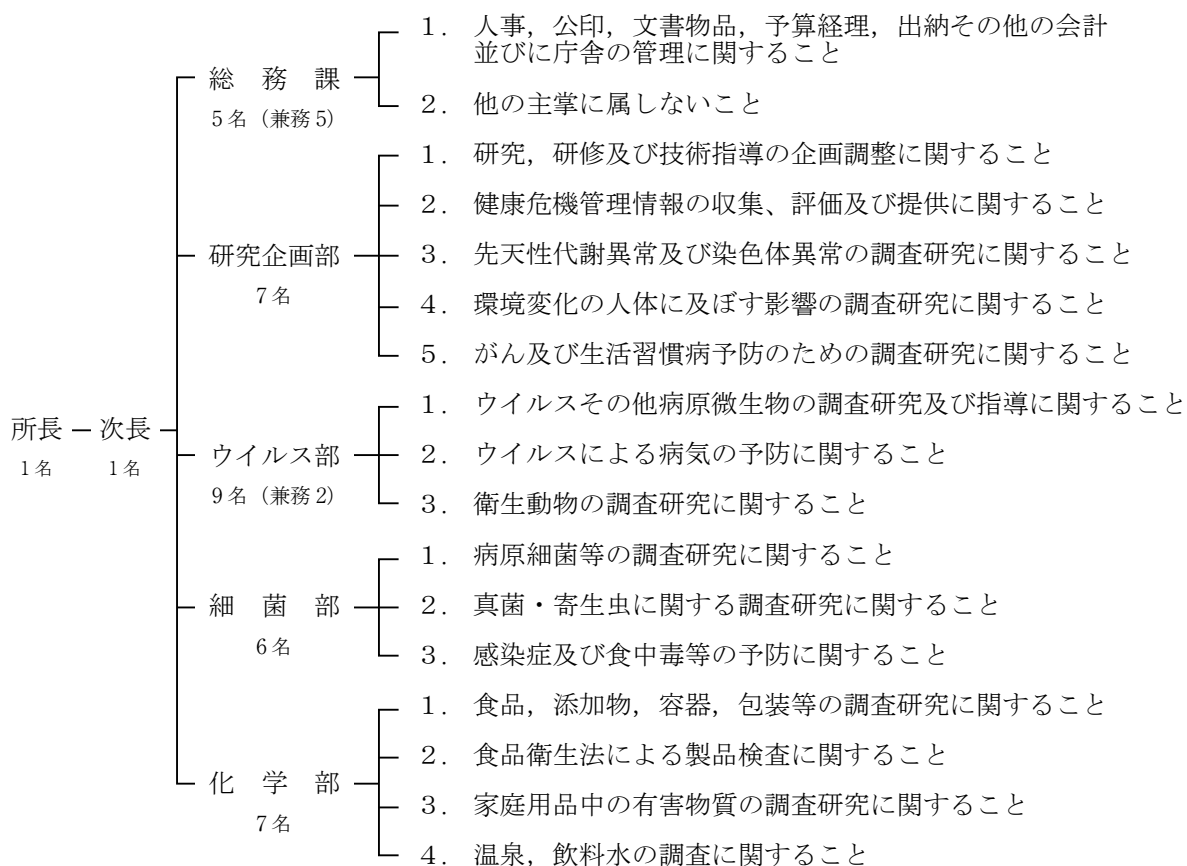 所長 － 次長
1名 1名
総務課
5名（兼務5）
1． 人事，公印，文書物品，予算経理，出納その他の会計
並びに庁舎の管理に関すること
2． 他の主掌に属しないこと
研究企画部
7名
1． 研究，研修及び技術指導の企画調整に関すること
2． 健康危機管理情報の収集、評価及び提供に関すること
3． 先天性代謝異常及び染色体異常の調査研究に関すること
4． 環境変化の人体に及ぼす影響の調査研究に関すること
5． がん及び生活習慣病予防のための調査研究に関すること
ウイルス部
9名（兼務2）
1． ウイルスその他病原微生物の調査研究及び指導に関すること
2． ウイルスによる病気の予防に関すること
3． 衛生動物の調査研究に関すること
細菌部
6名
1． 病原細菌等の調査研究に関すること
2． 真菌・寄生虫に関する調査研究に関すること
3． 感染症及び食中毒等の予防に関すること
化学部
7名
1． 食品，添加物，容器，包装等の調査研究に関すること
2． 食品衛生法による製品検査に関すること
3． 家庭用品中の有害物質の調査研究に関すること
4． 温泉，飲料水の調査に関すること